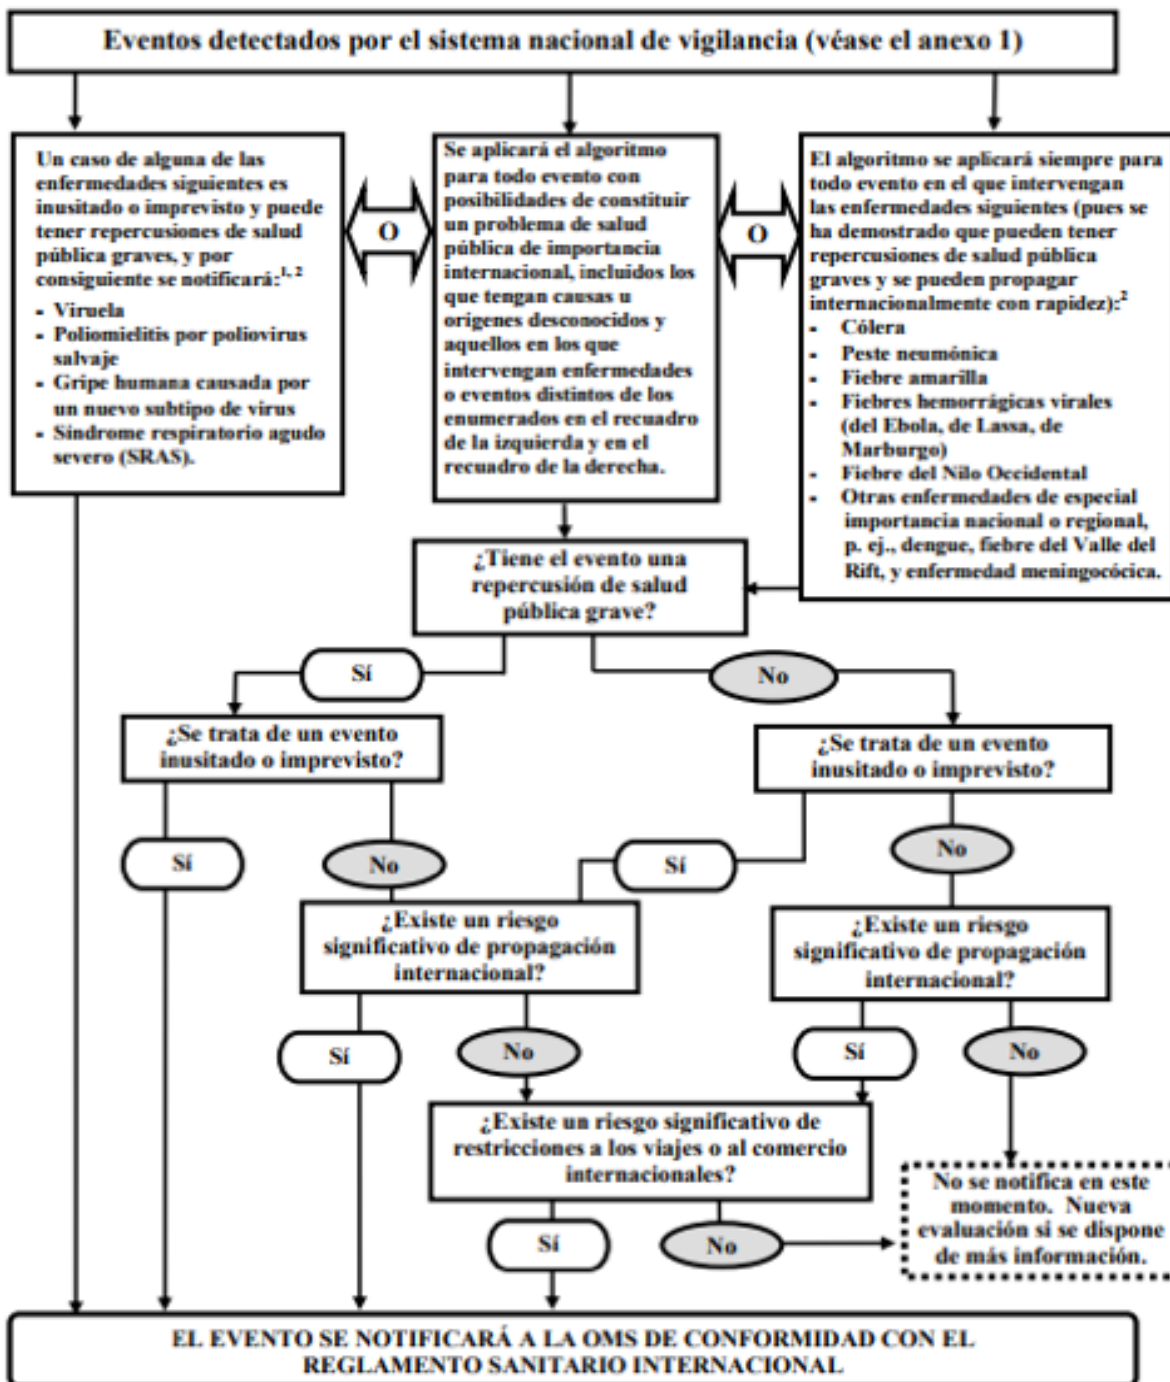 Eventos detectados por el sistema nacional de vigilancia (véase el anexo 1)
Un caso de alguna de las
enfermedades siguientes es
inusitado o imprevisto y puede
tener repercusiones de salud
pública graves, y por
consiguiente se notificará:1, 2
- Viruela
- Poliomielitis por poliovirus
salvaje
- Gripe humana causada por
un nuevo subtipo de virus
- Síndrome respiratorio agudo
severo (SRAS).
O
Se aplicará el algoritmo
para todo evento con
posibilidades de constituir
un problema de salud
pública de importancia
internacional, incluidos los
que tengan causas u
orígenes desconocidos y
aquellos en los que
intervengan enfermedades
o eventos distintos de los
enumerados en el recuadro
de la izquierda y en el
recuadro de la derecha.
O
El algoritmo se aplicará siempre para
todo evento en el que intervengan
las enfermedades siguientes (pues se
ha demostrado que pueden tener
repercusiones de salud pública
graves y se pueden propagar
internacionalmente con rapidez):2
- Cólera
- Peste neumónica
- Fiebre amarilla
- Fiebres hemorrágicas virales
(del Ebola, de Lassa, de
Marburgo)
- Fiebre del Nilo Occidental
- Otras enfermedades de especial
importancia nacional o regional,
p. ej., dengue, fiebre del Valle del
Rift, y enfermedad meningocócica.
¿Tiene el evento una
repercusión de salud
pública grave?
Sí
No
¿Se trata de un evento
inusitado o imprevisto?
¿Se trata de un evento
inusitado o imprevisto?
Sí
No
Sí
No
¿Existe un riesgo
significativo de propagación
internacional?
¿Existe un riesgo
significativo de propagación
internacional?
Sí
No
Sí
No
¿Existe un riesgo significativo de
restricciones a los viajes o al comercio
internacionales?
No se notifica en este
momento. Nueva
evaluación si se dispone
de más información.
Sí
No
EL EVENTO SE NOTIFICARÁ A LA OMS DE CONFORMIDAD CON EL
REGLAMENTO SANITARIO INTERNACIONAL